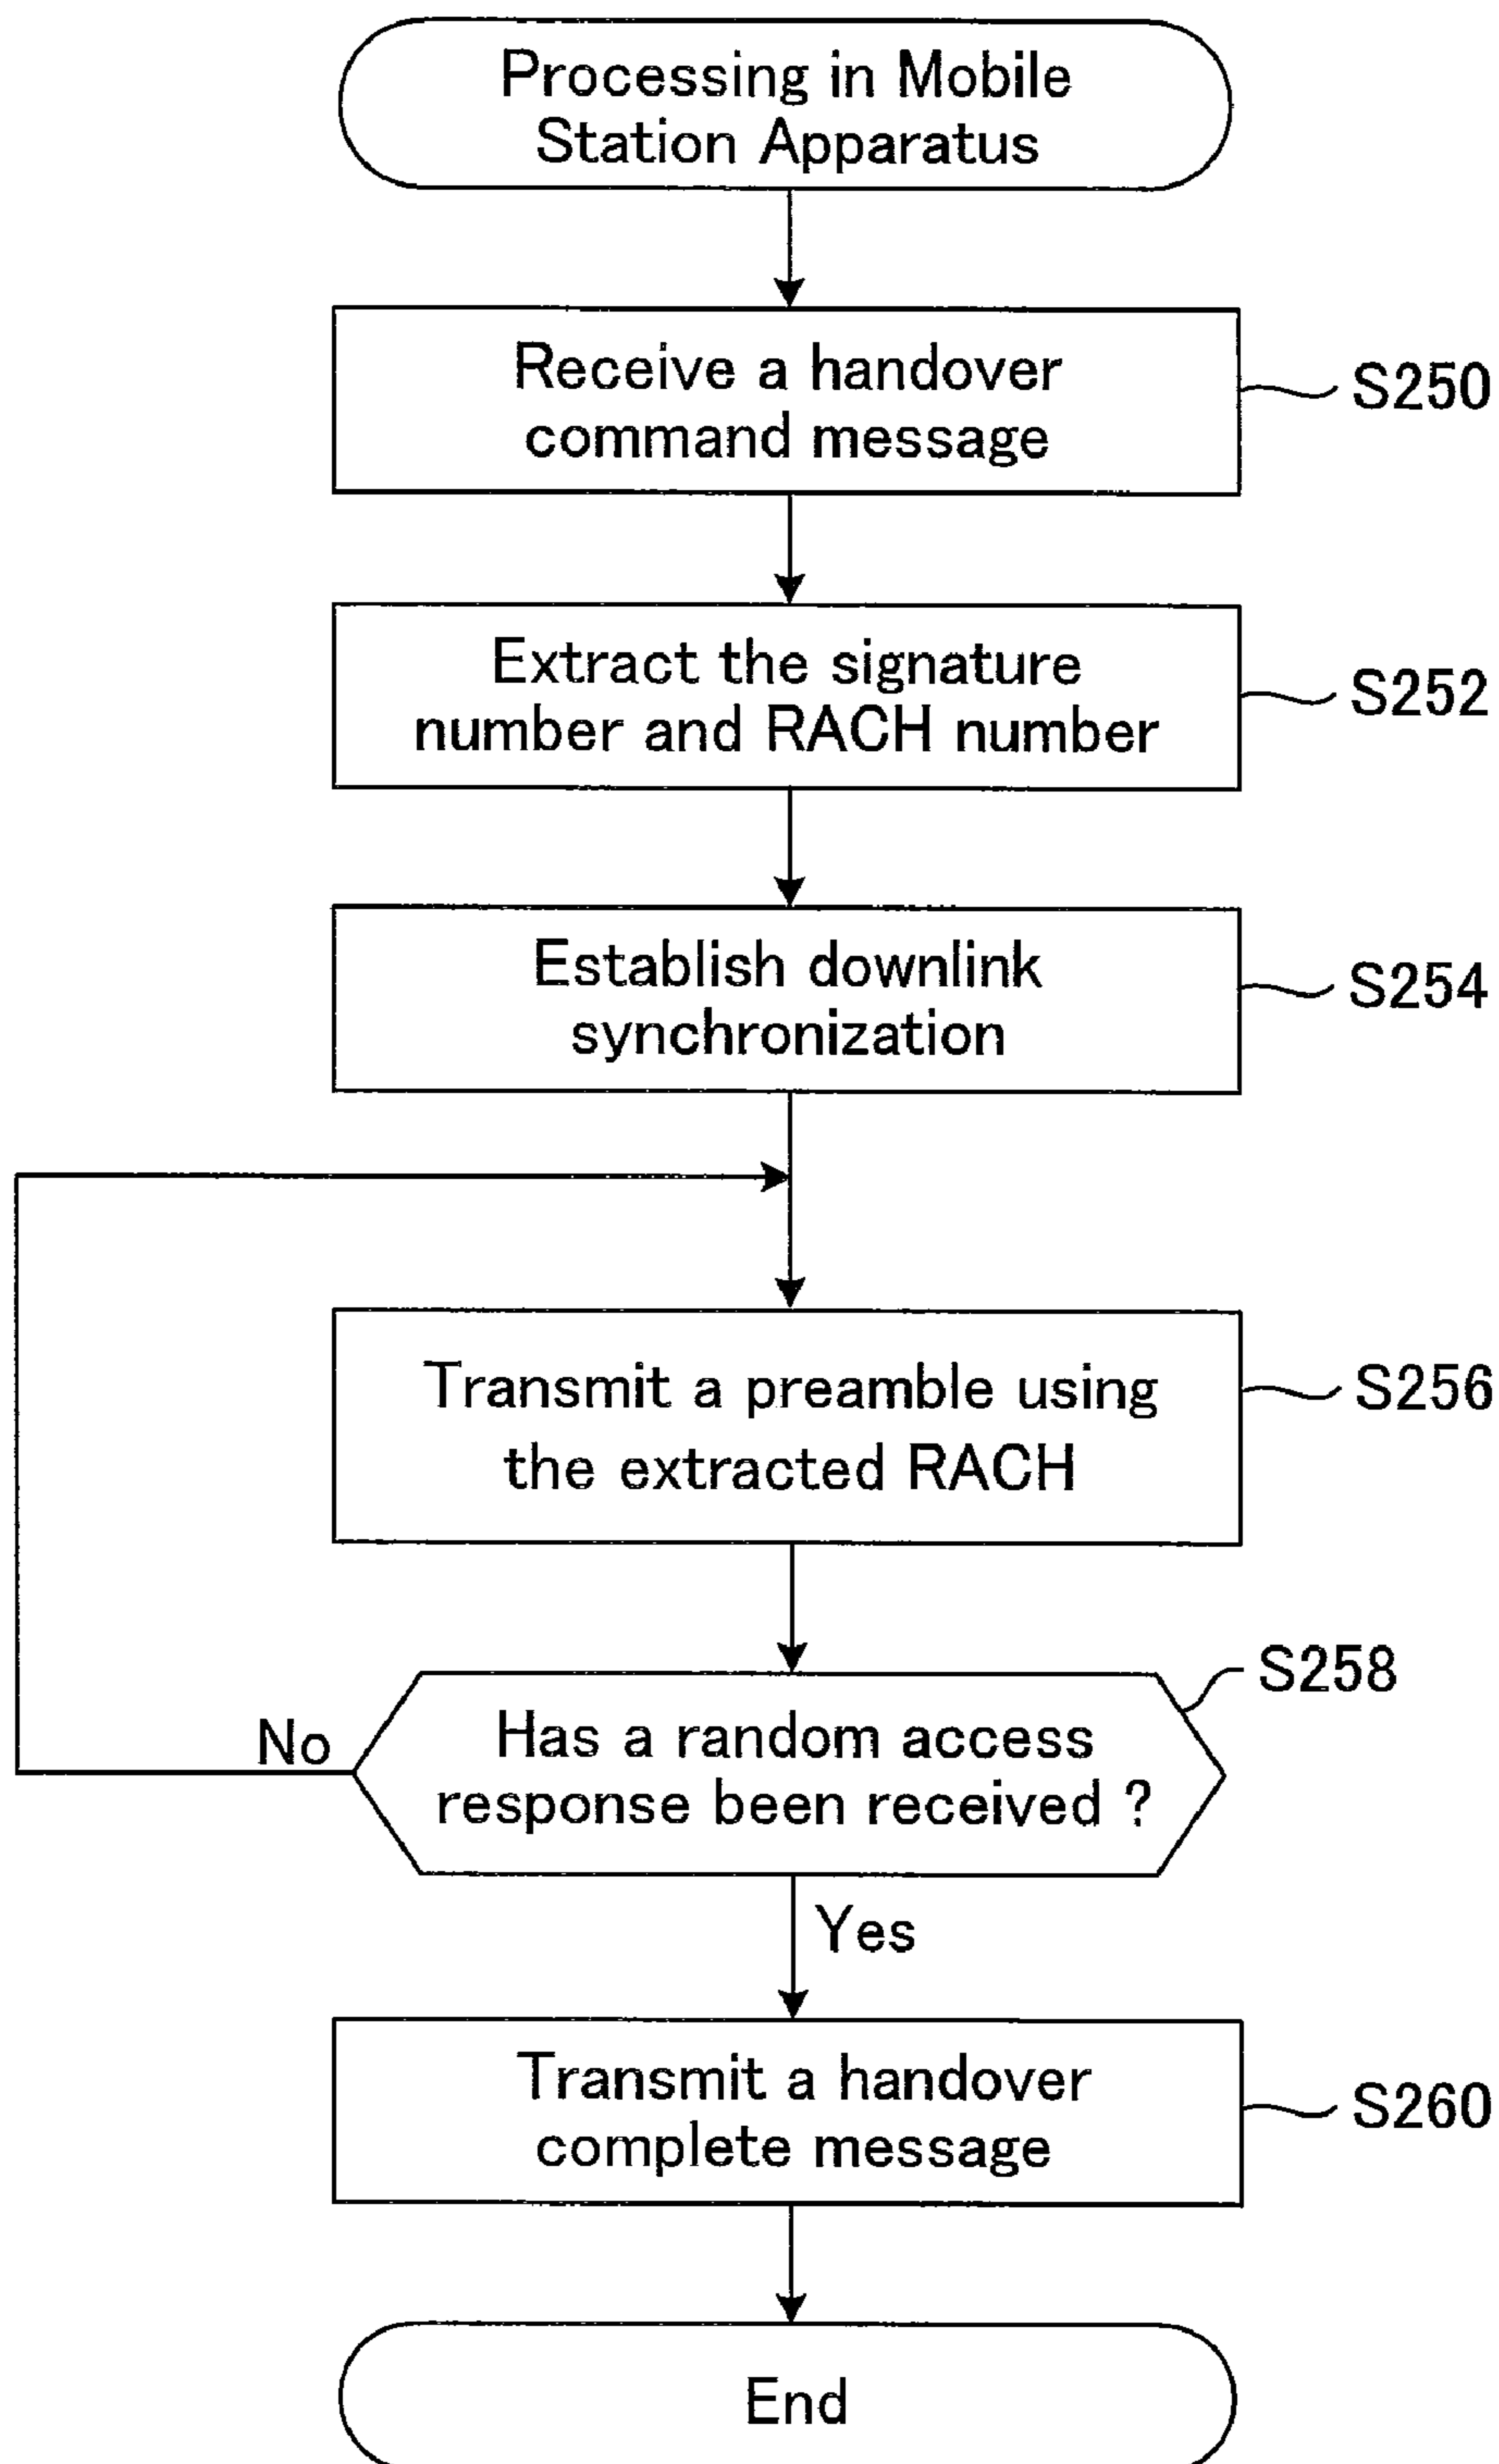 Processing in Mobile
Station Apparatus
Receive a handover
command message
S250
Extract the signature
number and RACH number
S252
Establish downlink
synchronization
S254
Transmit a preamble using
the extracted RACH
S256
S258
Has a random access
response been received ?
No
Yes
Transmit a handover
complete message
S260
End